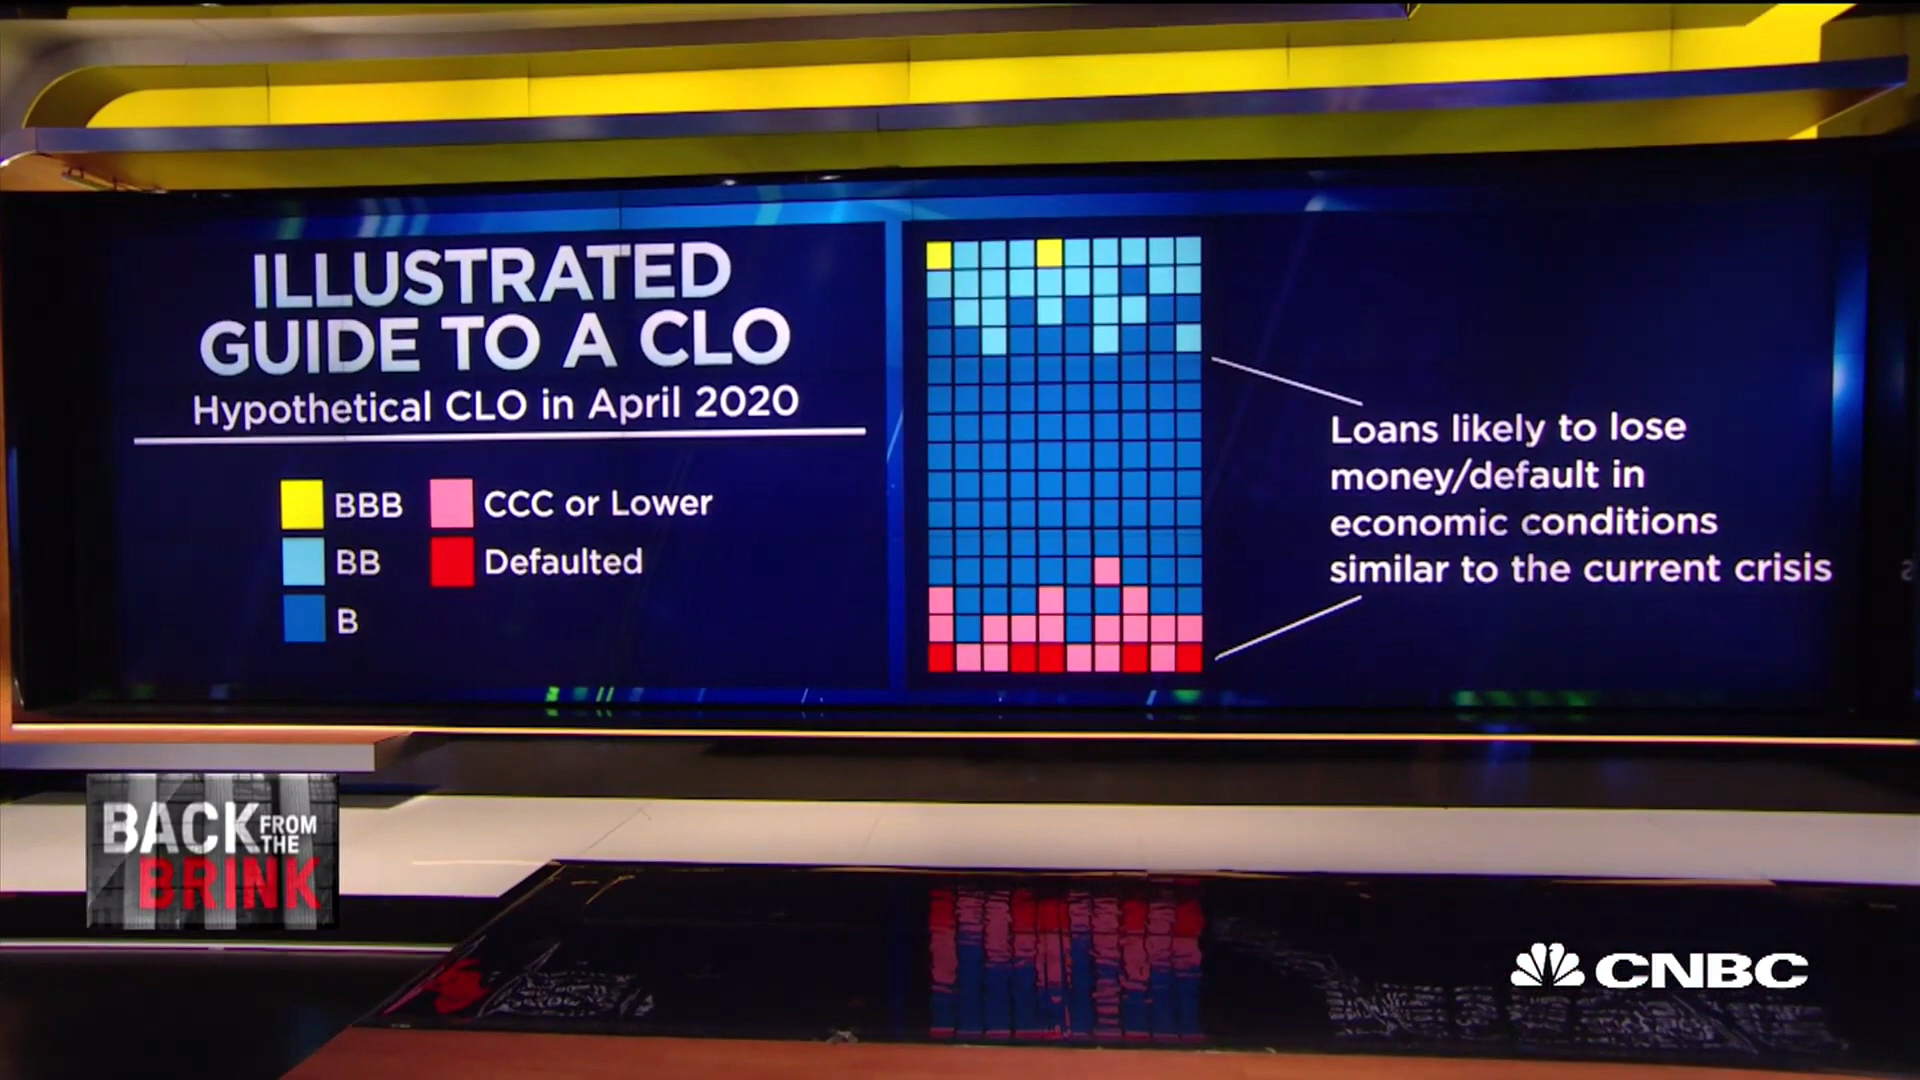 ILLUSTRATED
GUIDE TO A CLO
Hypothetical CLO in April 2020
BBB
CCC or Lower
BB
Defaulted
B
Loans likely to lose
money/default in
economic conditions
similar to the current crisis
BACK FROM THE
BRINK
CNBC